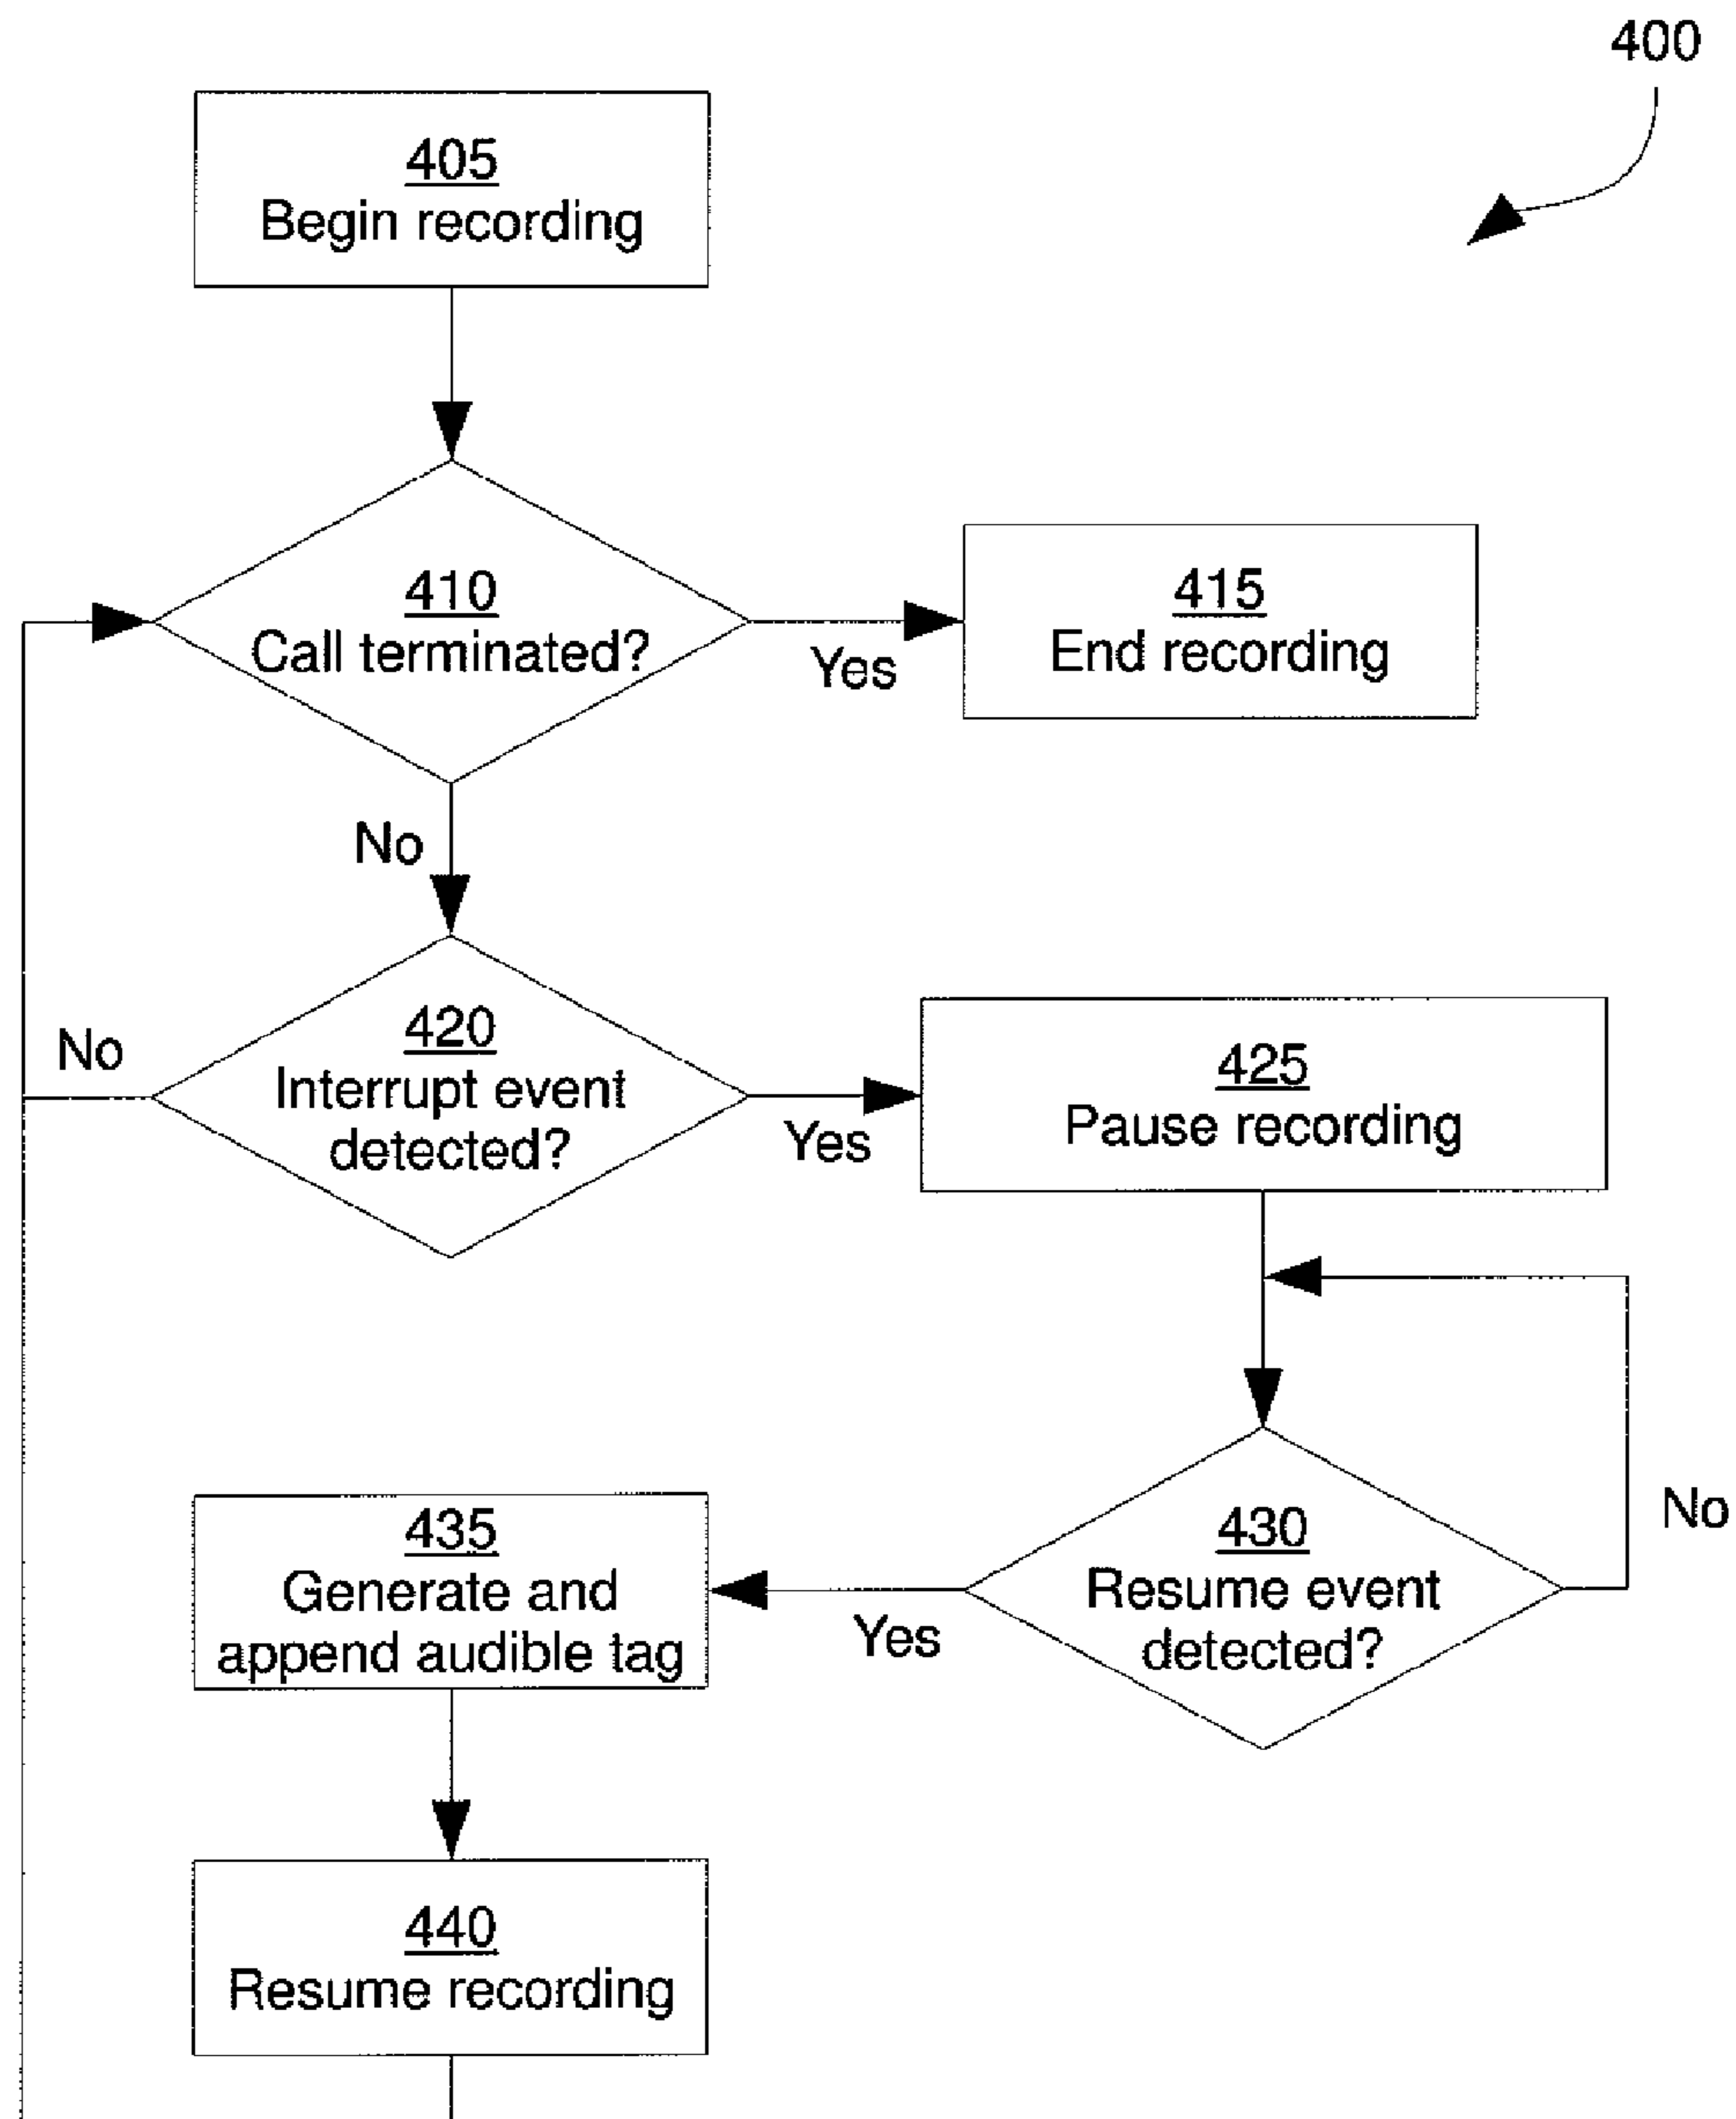 400
405
Begin recording
410
Call terminated?
Yes
415
End recording
No
420
Interrupt event
detected?
No
Yes
425
Pause recording
430
Resume event
detected?
No
Yes
435
Generate and
append audible tag
440
Resume recording